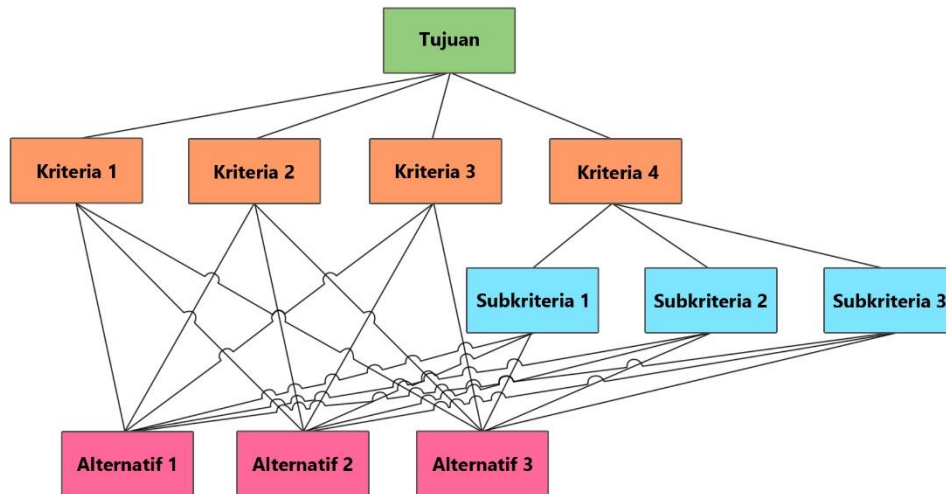 Tujuan
Kriteria 1
Kriteria 2
Kriteria 3
Kriteria 4
Subkriteria 1
Subkriteria 2
Subkriteria 3
Alternatif 1
Alternatif 2
Alternatif 3